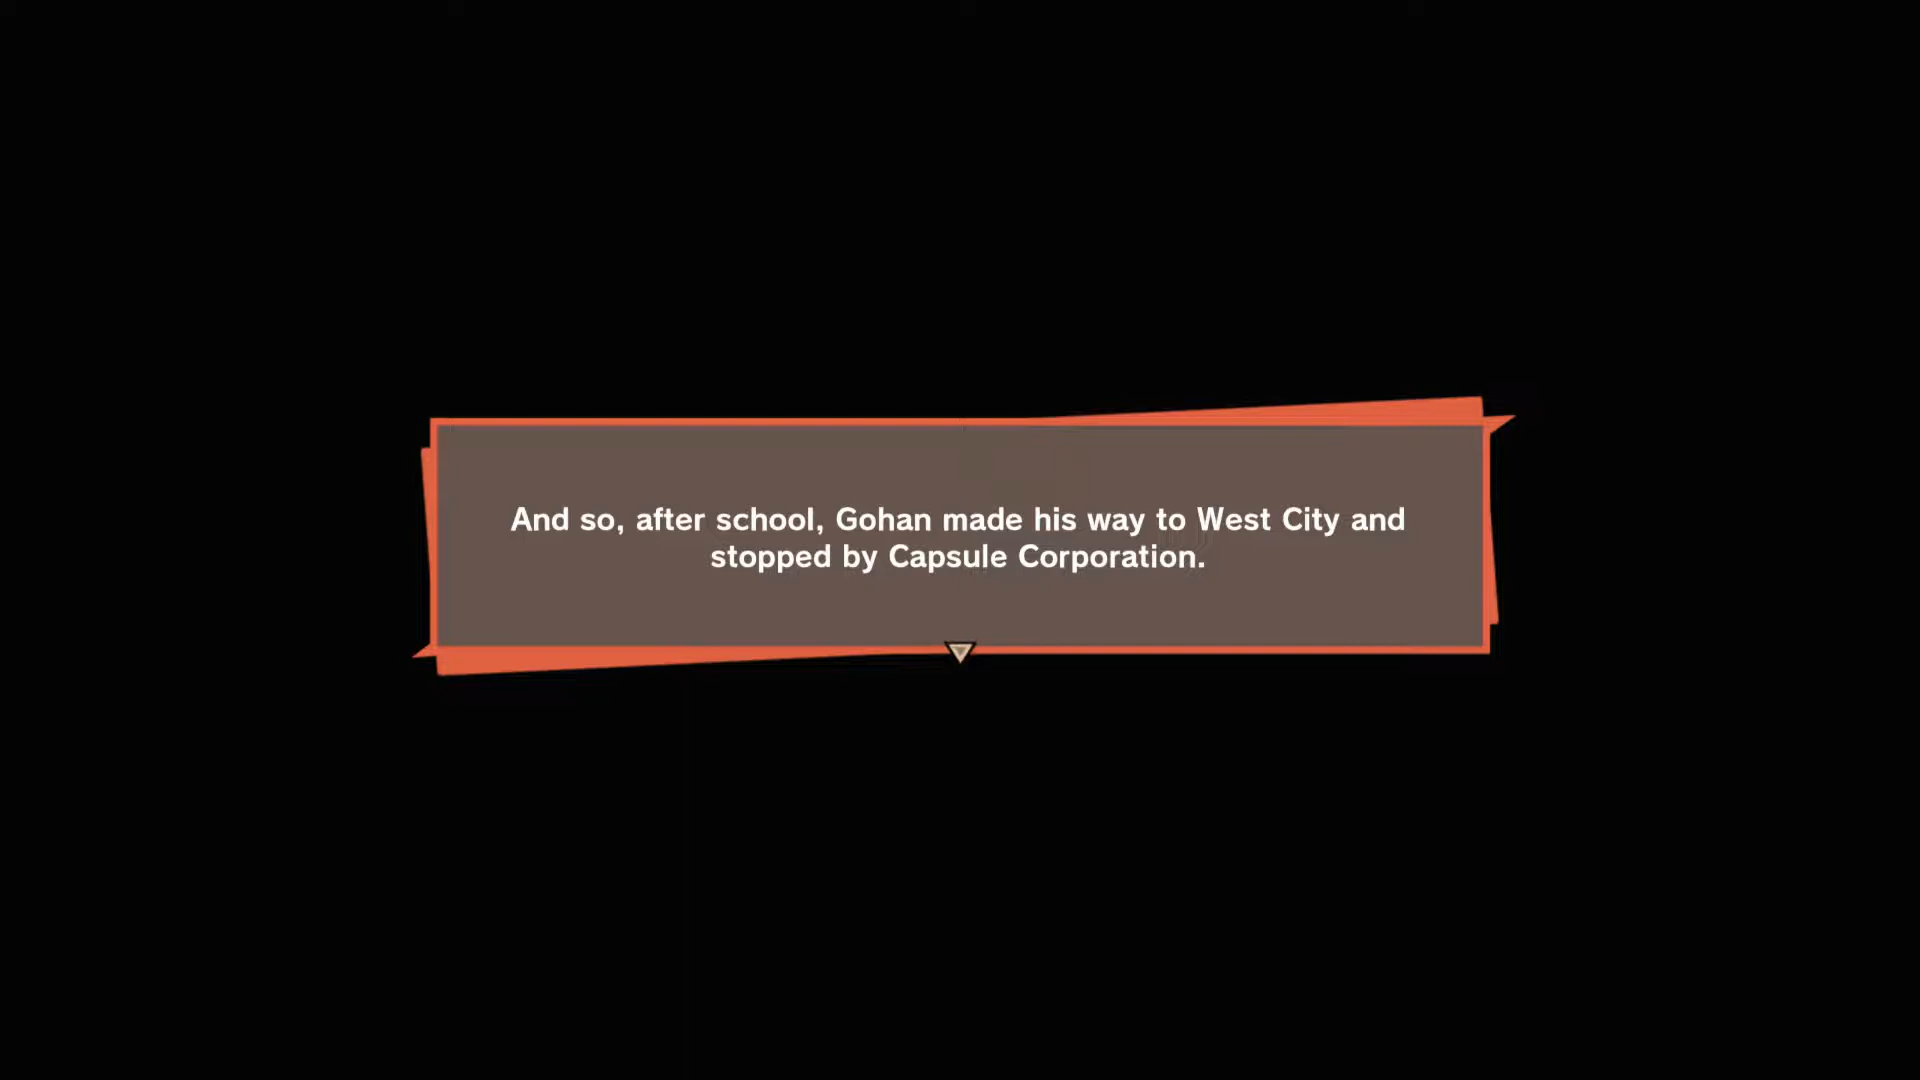 And so, after school, Gohan made his way to West City and
stopped by Capsule Corporation.